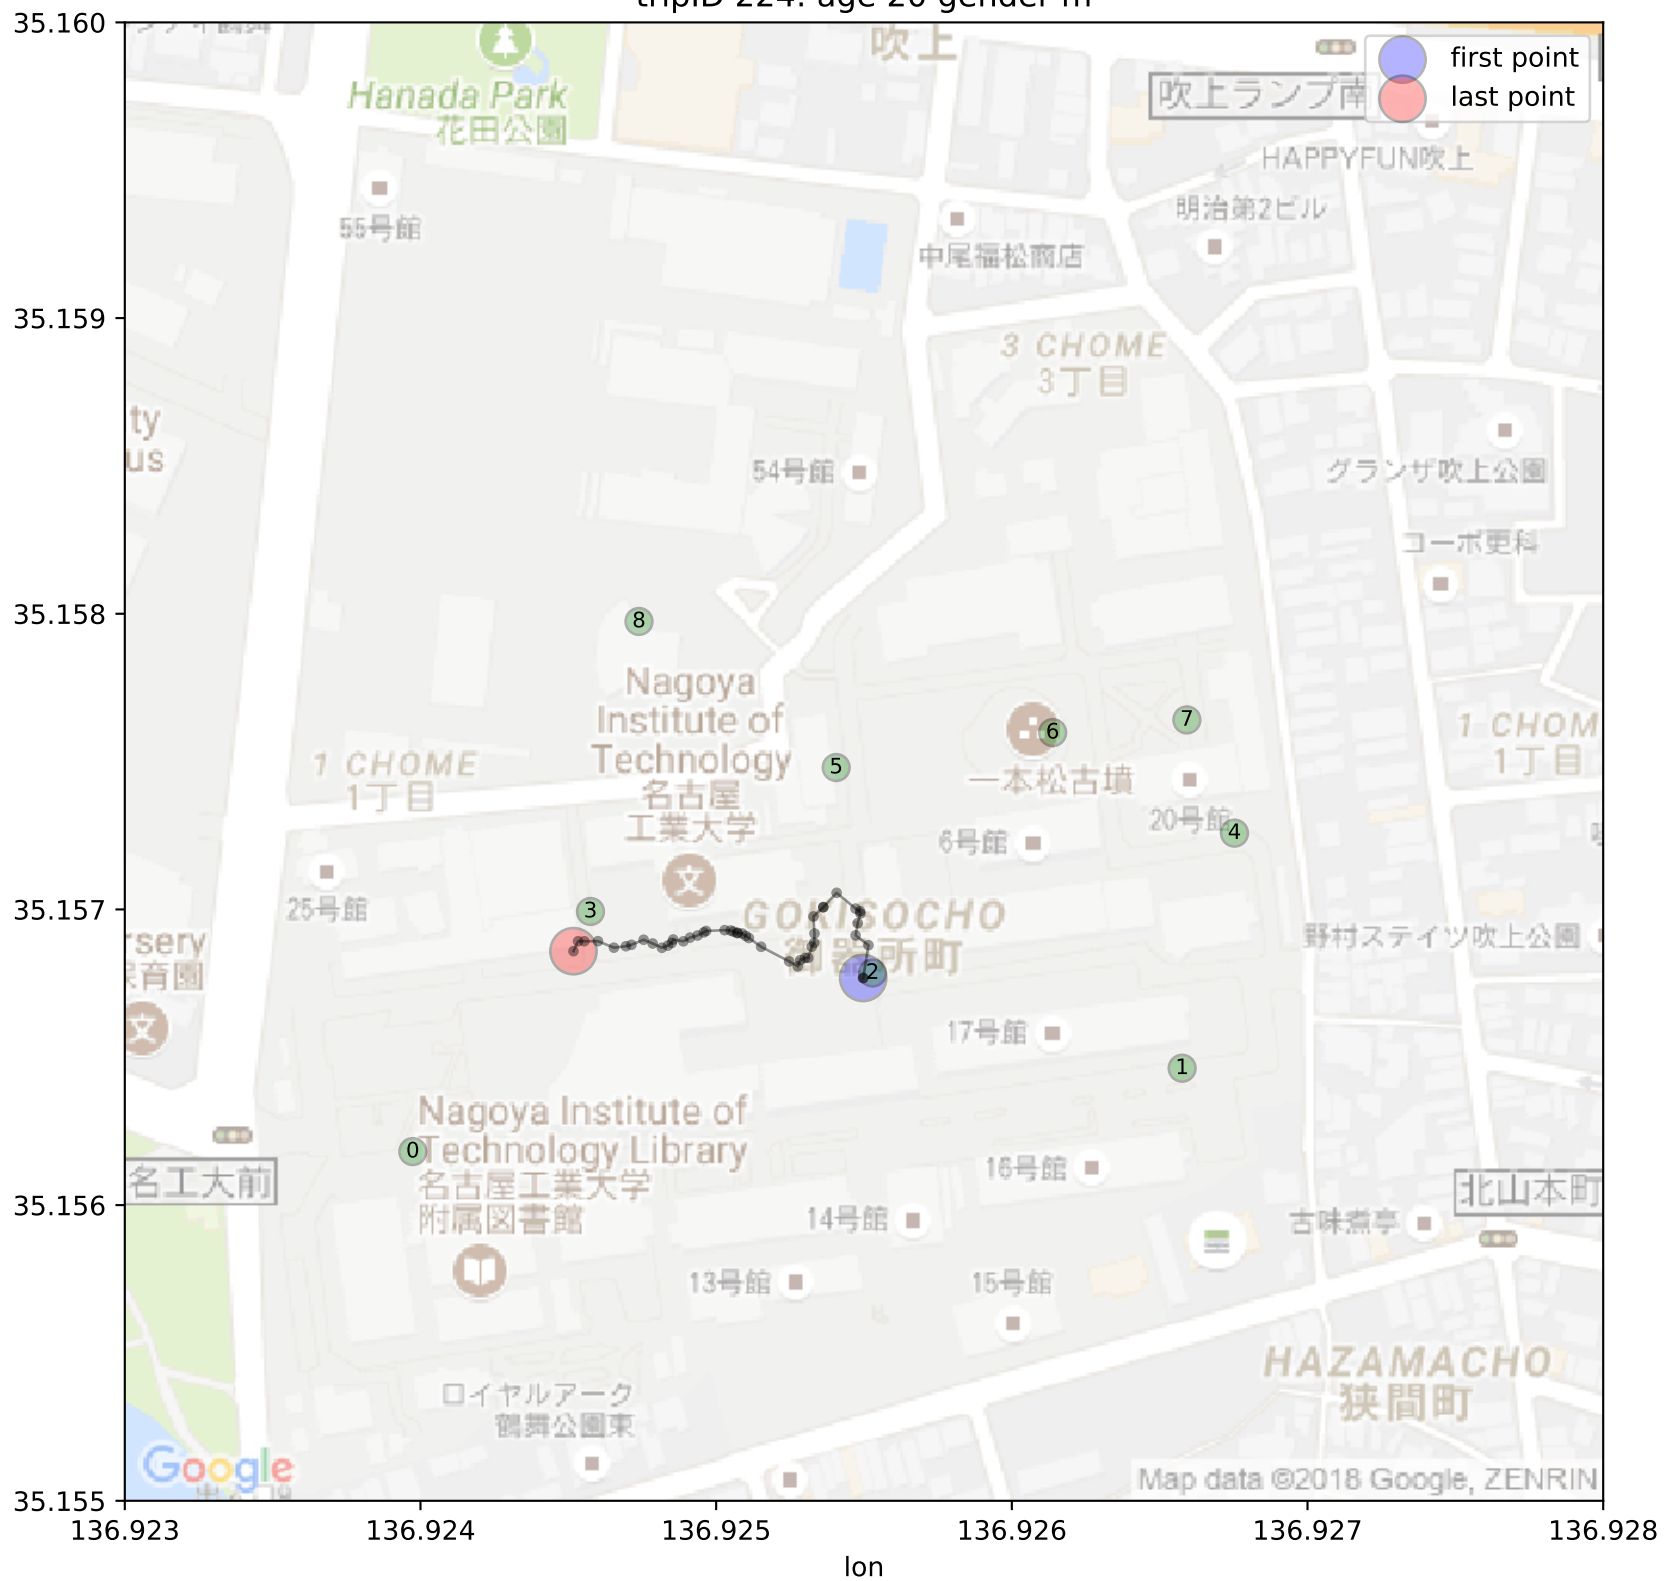 35.160
first point
last point
吹上
Hanada Park
花田公園
吹上ランプ南
HAPPYFUN吹上
明治第2ビル
55号館
中尾福松商店
35.159
3 CHOME
3丁目
ty
us
54号館
グランザ吹上公園
コーポ更科
35.158
8
Nagoya
Institute of
Technology
名古屋
工業大学
1 CHOME
1丁目
5
6
7
一本松古墳
1 CHOM
1丁目
20号館
4
6号館
25号館
3
35.157
GOKISOCHO
御器所町
2
rsery
育園
野村ステイツ吹上公園
17号館
1
Nagoya Institute of
Technology Library
名古屋工業大学
附属図書館
0
名工大前
35.156
16号館
14号館
13号館
15号館
古味煮亭
北山本町
HAZAMACHO
狭間町
ロイヤルアーク
鶴舞公園東
Google
Map data ©2018 Google, ZENRIN
35.155
136.923
136.924
136.925
136.926
136.927
136.928
lon